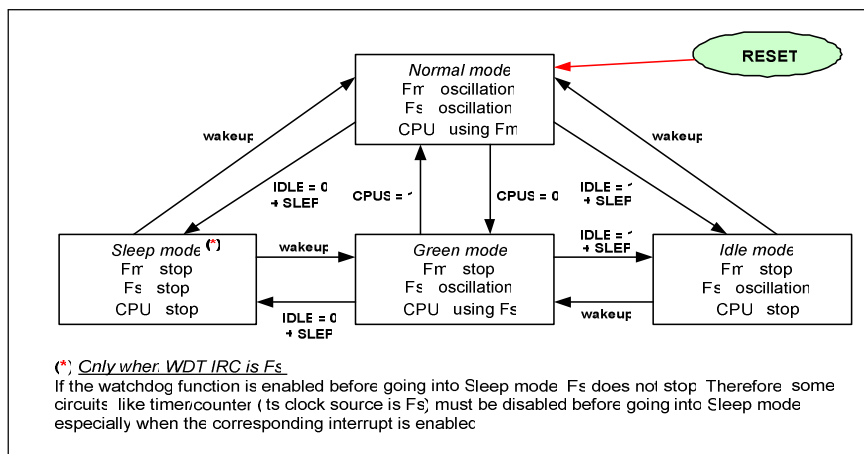 RESET
Normal mode
Fm oscillation
Fs oscillation
CPU using Fm
wakeup
wakeup
IDLE = 0
+ SLEP
CPUS = 1
CPUS = 0
IDLE = 1
+ SLEP
Sleep mode (*)
Fm stop
Fs stop
CPU stop
wakeup
IDLE = 0
+ SLEP
Green mode
Fm stop
Fs oscillation
CPU using Fs
IDLE = 1
+ SLEP
wakeup
Idle mode
Fm stop
Fs oscillation
CPU stop
(*) Only when WDT IRC is Fs
If the watchdog function is enabled before going into Sleep mode Fs does not stop Therefore some
circuits like timer/counter ( its clock source is Fs) must be disabled before going into Sleep mode
especially when the corresponding interrupt is enabled